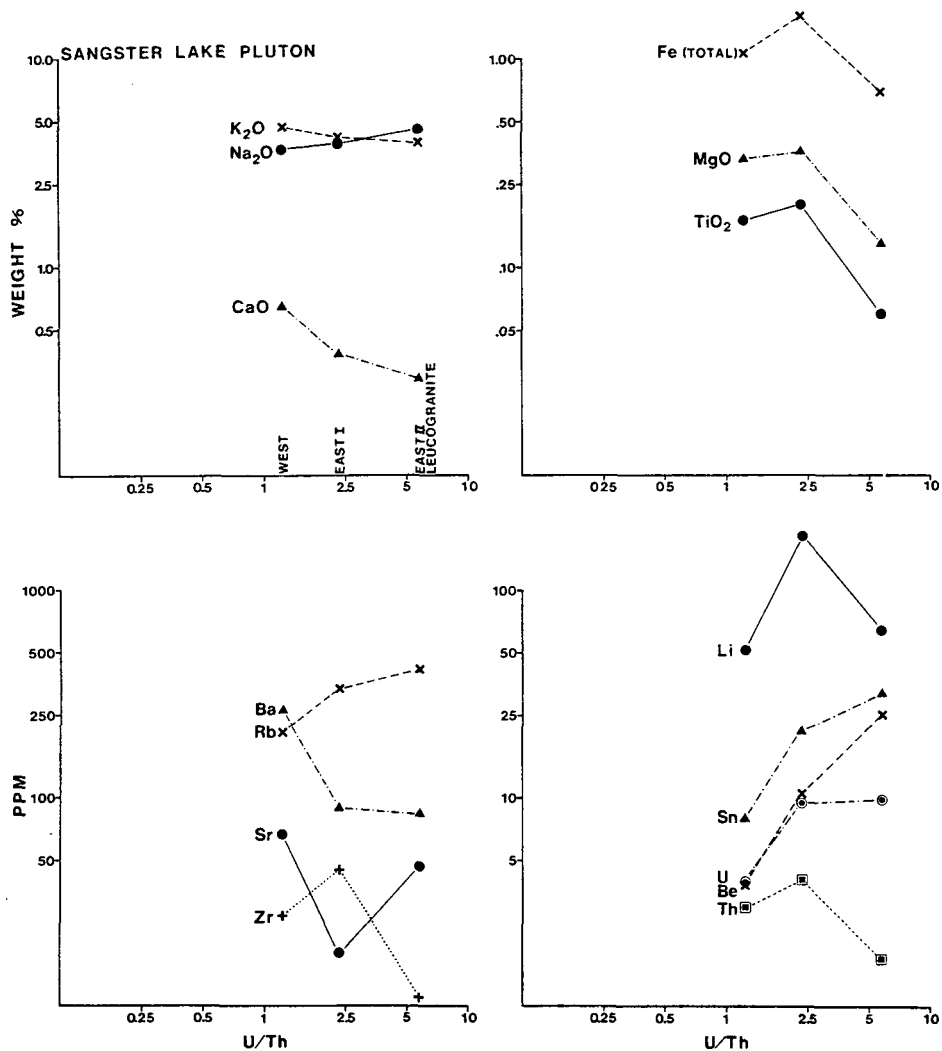 SANGSTER LAKE PLUTON
10.0
5.0
2.5
1.0
0.5
WEIGHT %
K2O
Na2O
CaO
WEST
EAST I
EAST II
LEUCOGRANITE
0.25 0.5 1 2.5 5 10
1.00
.50
.25
.10
.05
Fe (TOTAL)
MgO
TiO2
0.25 0.5 1 2.5 5 10
1000
500
250
100
50
PPM
Ba
Rb
Sr
Zr
0.25 0.5 1 2.5 5 10
U/Th
100
50
25
10
5
Li
Sn
U
Be
Th
0.25 0.5 1 2.5 5 10
U/Th